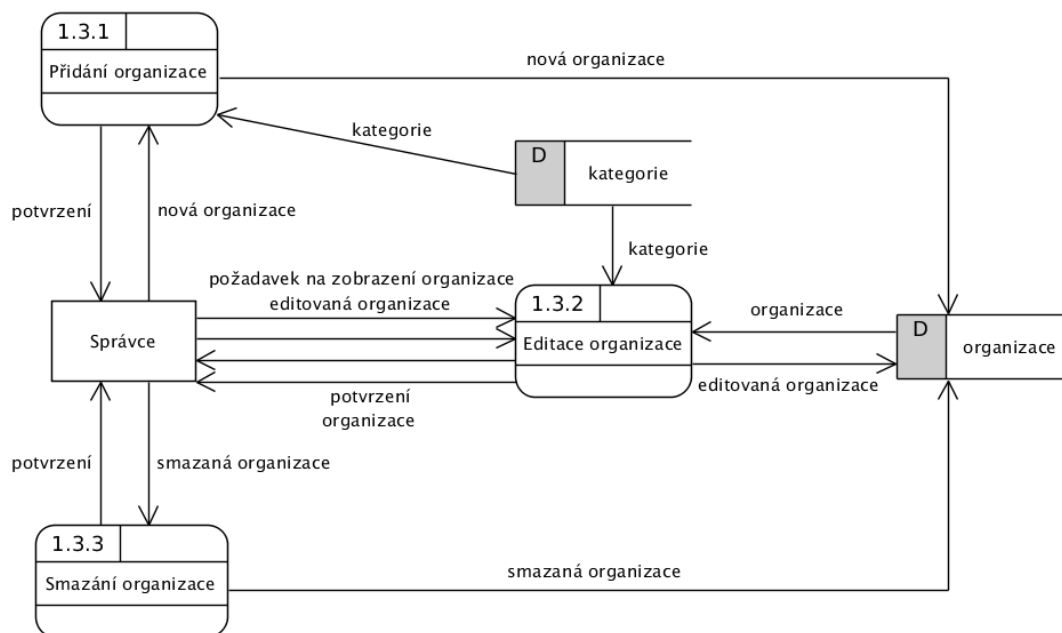 1.3.1
Přidání organizace
nová organizace
kategorie
D
kategorie
potvrzení
nová organizace
kategorie
požadavek na zobrazení organizace
editovaná organizace
1.3.2
Editace organizace
Správce
organizace
D
organizace
editovaná organizace
potvrzení
organizace
potvrzení
smazaná organizace
1.3.3
Smazání organizace
smazaná organizace